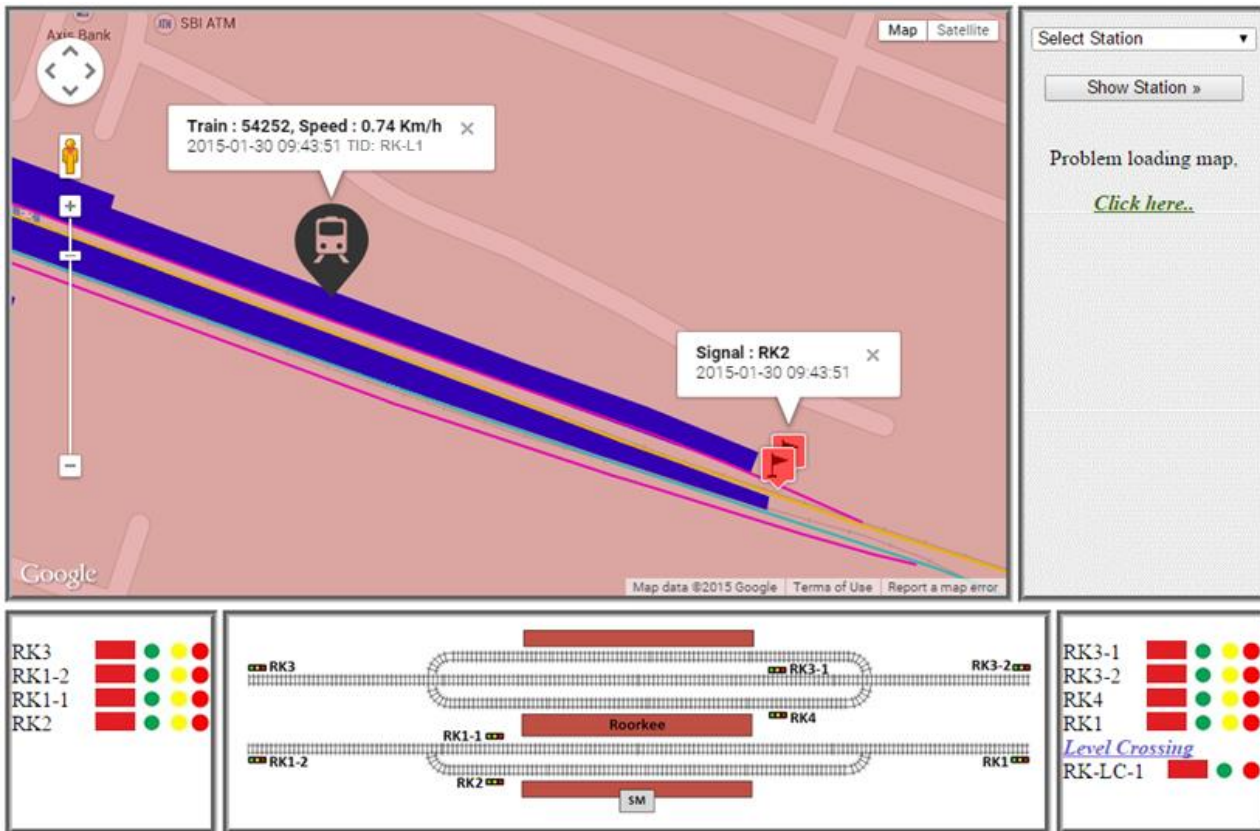 Axis Bank
SBI ATM
Map Satellite
Train : 54252, Speed : 0.74 Km/h
2015-01-30 09:43:51 TID: RK-L1
Signal : RK2
2015-01-30 09:43:51
Google
Map data ©2015 Google Terms of Use Report a map error
Select Station
Show Station »
Problem loading map,
Click here..
RK3
RK1-2
RK1-1
RK2
RK3
RK3-1
RK3-2
RK4
Roorkee
RK1-1
RK1-2
RK1
RK2
SM
RK3-1
RK3-2
RK4
RK1
Level Crossing
RK-LC-1